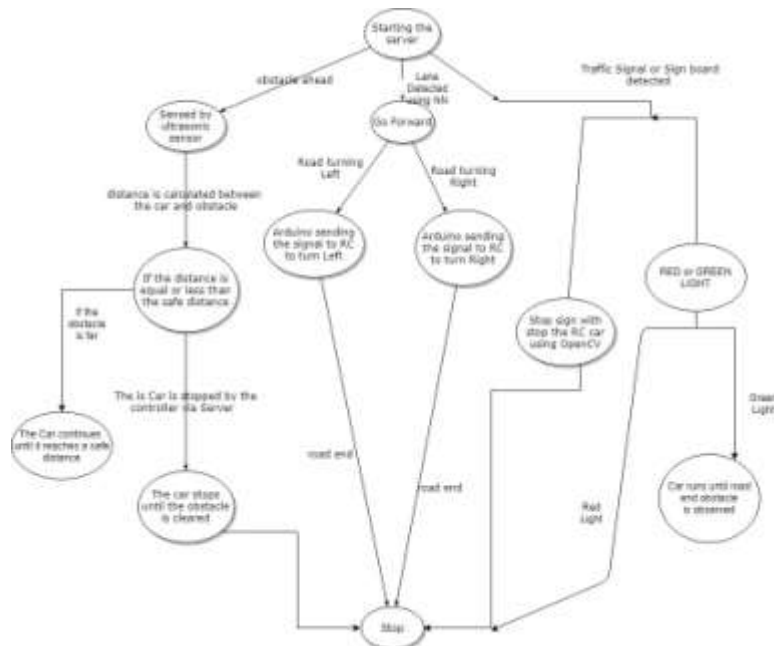 Starting the
server
obstacle ahead
Lane
Detected
using NN
Traffic Signal or Sign board
detected
Sensed by
ultrasonic
sensor
Go Forward
Road turning
Left
Road turning
Right
distance is calculated between
the car and obstacle
Arduino sending
the signal to RC
to turn Left
Arduino sending
the signal to RC
to turn Right
If the distance is
equal or less than
the safe distance
RED or GREEN
LIGHT
If the
obstacle
is far
Stop sign with
stop the RC car
using OpenCV
The is Car is stopped by the
controller via Server
Green
Light
The Car continues
until it reaches a safe
distance
road end
road end
The car stops
until the obstacle
is cleared
Red
Light
Car runs until road
end obstacle
is observed
Stop